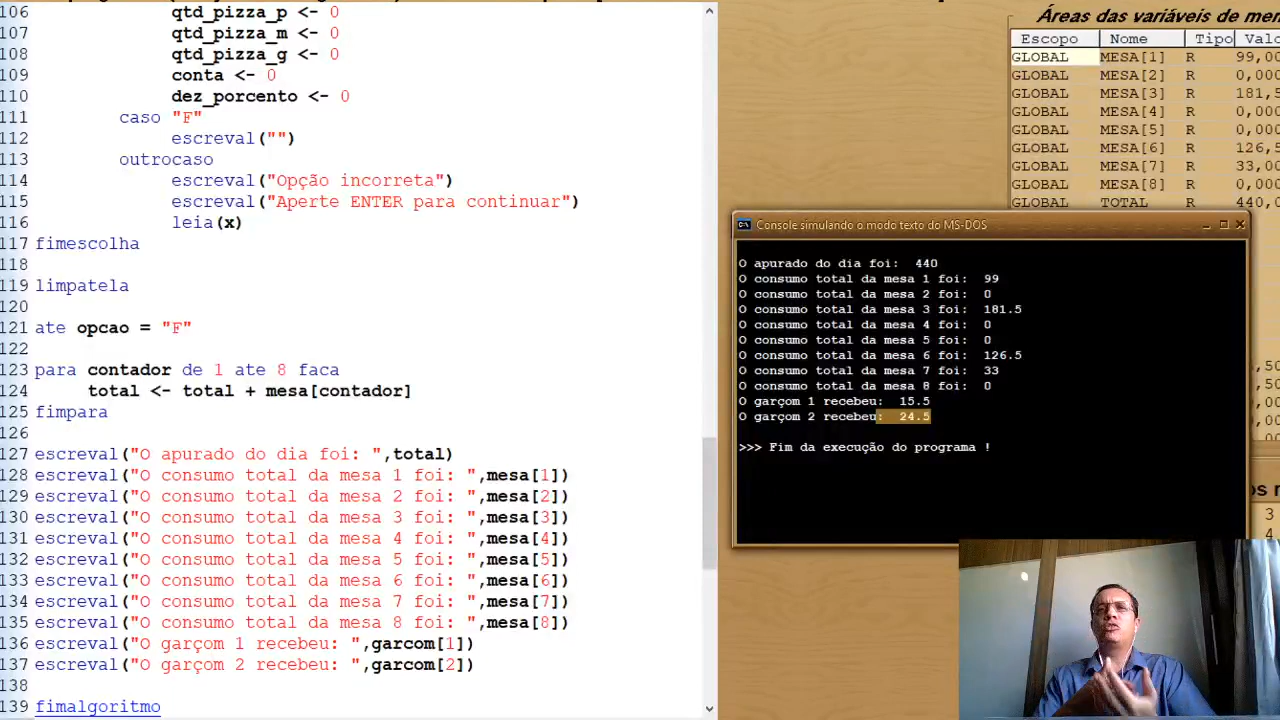 106 qtd_pizza_p <- 0
107 qtd_pizza_m <- 0
108 qtd_pizza_g <- 0
109 conta <- 0
110 dez_porcento <- 0
111 caso "F"
112 escreval("")
113 outrocaso
114 escreval("Opção incorreta")
115 escreval("Aperte ENTER para continuar")
116 leia(x)
117 fimescolha
118
119 limpatela
120
121 ate opcao = "F"
122
123 para contador de 1 ate 8 faca
124 total <- total + mesa[contador]
125 fimpara
126
127 escreval("O apurado do dia foi: ",total)
128 escreval("O consumo total da mesa 1 foi: ",mesa[1])
129 escreval("O consumo total da mesa 2 foi: ",mesa[2])
130 escreval("O consumo total da mesa 3 foi: ",mesa[3])
131 escreval("O consumo total da mesa 4 foi: ",mesa[4])
132 escreval("O consumo total da mesa 5 foi: ",mesa[5])
133 escreval("O consumo total da mesa 6 foi: ",mesa[6])
134 escreval("O consumo total da mesa 7 foi: ",mesa[7])
135 escreval("O consumo total da mesa 8 foi: ",mesa[8])
136 escreval("O garçom 1 recebeu: ",garcom[1])
137 escreval("O garçom 2 recebeu: ",garcom[2])
138
139 fimalgoritmo
Áreas das variáveis de mem
Escopo Nome Tipo Valo
GLOBAL MESA[1] R 99,00
GLOBAL MESA[2] R 0,000
GLOBAL MESA[3] R 181,5
GLOBAL MESA[4] R 0,000
GLOBAL MESA[5] R 0,000
GLOBAL MESA[6] R 126,5
GLOBAL MESA[7] R 33,00
GLOBAL MESA[8] R 0,000
GLOBAL TOTAL R 440,0
Console simulando o modo texto do MS-DOS
O apurado do dia foi: 440
O consumo total da mesa 1 foi: 99
O consumo total da mesa 2 foi: 0
O consumo total da mesa 3 foi: 181.5
O consumo total da mesa 4 foi: 0
O consumo total da mesa 5 foi: 0
O consumo total da mesa 6 foi: 126.5
O consumo total da mesa 7 foi: 33
O consumo total da mesa 8 foi: 0
O garçom 1 recebeu: 15.5
O garçom 2 recebeu: 24.5
>>> Fim da execução do programa !